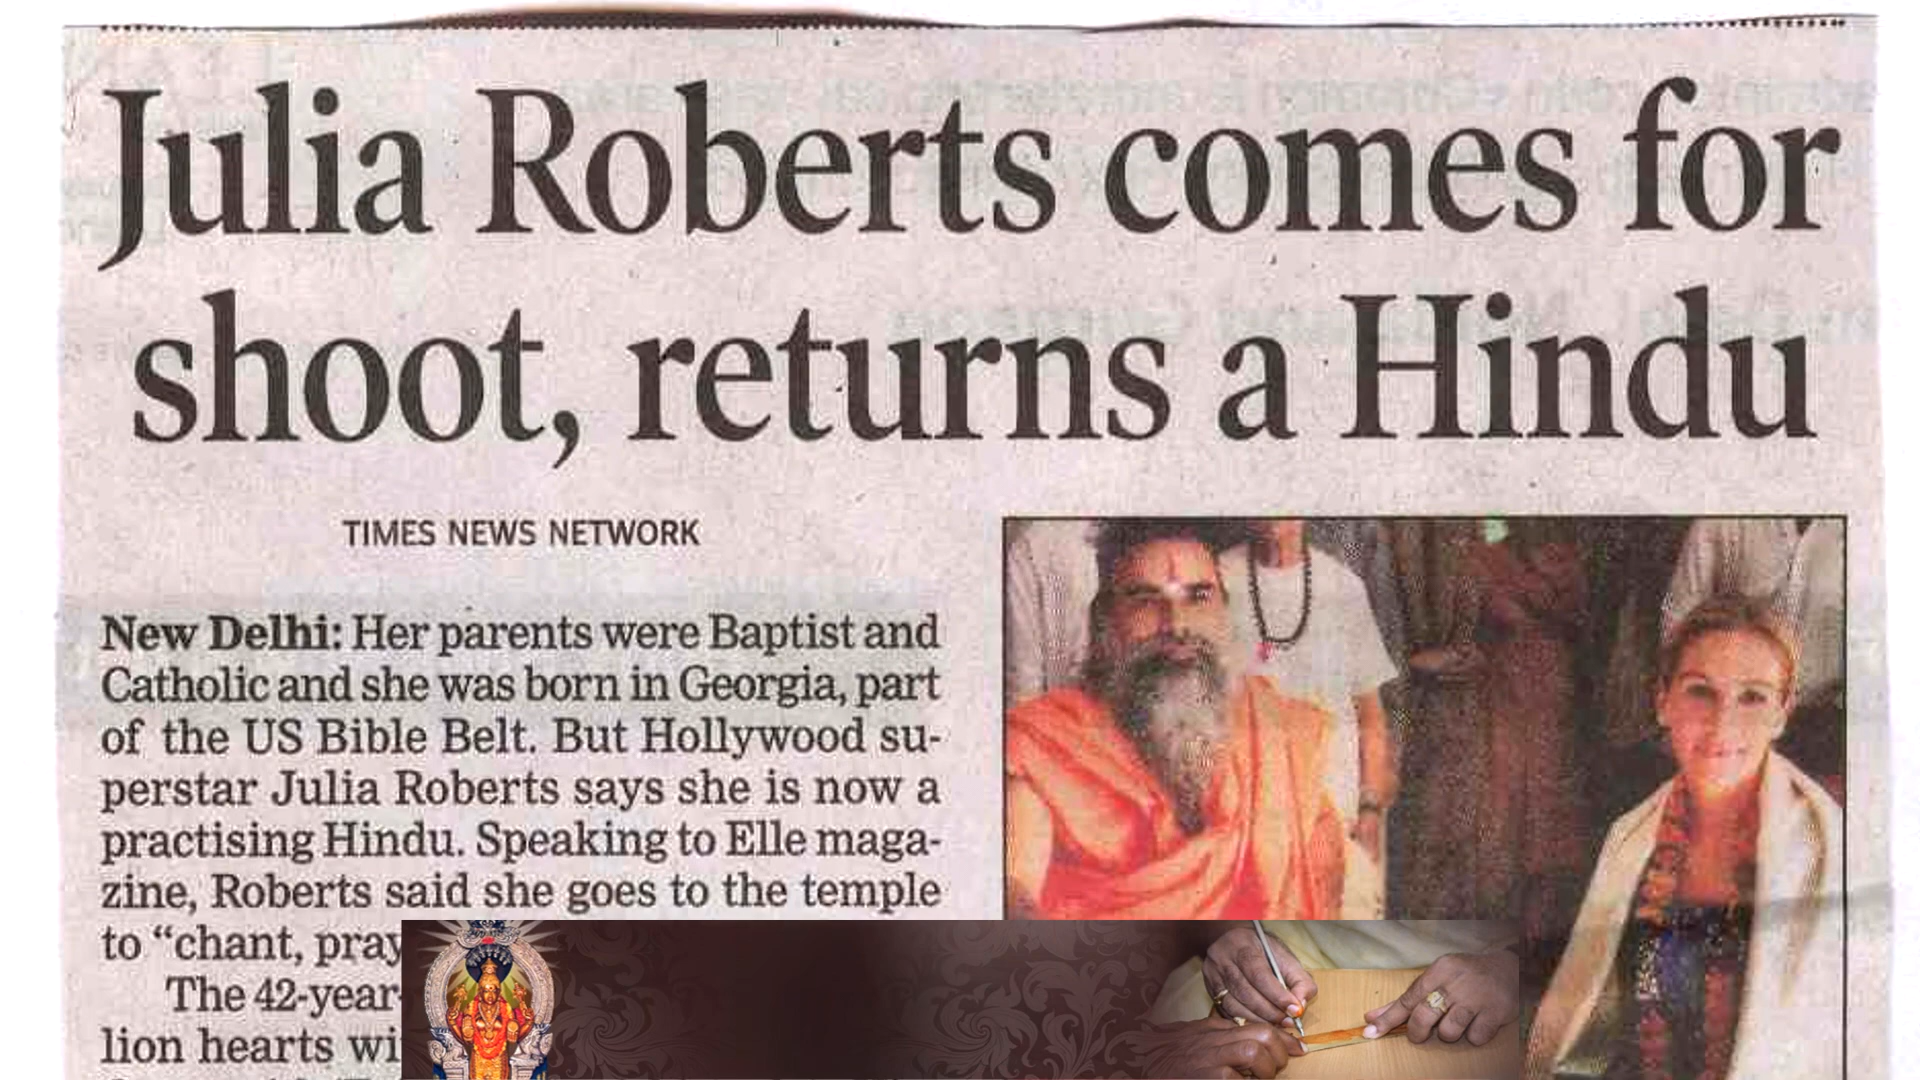 Julia Roberts comes for
shoot, returns a Hindu
TIMES NEWS NETWORK
New Delhi: Her parents were Baptist and
Catholic and she was born in Georgia, part
of the US Bible Belt. But Hollywood su-
perstar Julia Roberts says she is now a
practising Hindu. Speaking to Elle maga-
zine, Roberts said she goes to the temple
to “chant, pray
The 42-year-
lion hearts wi